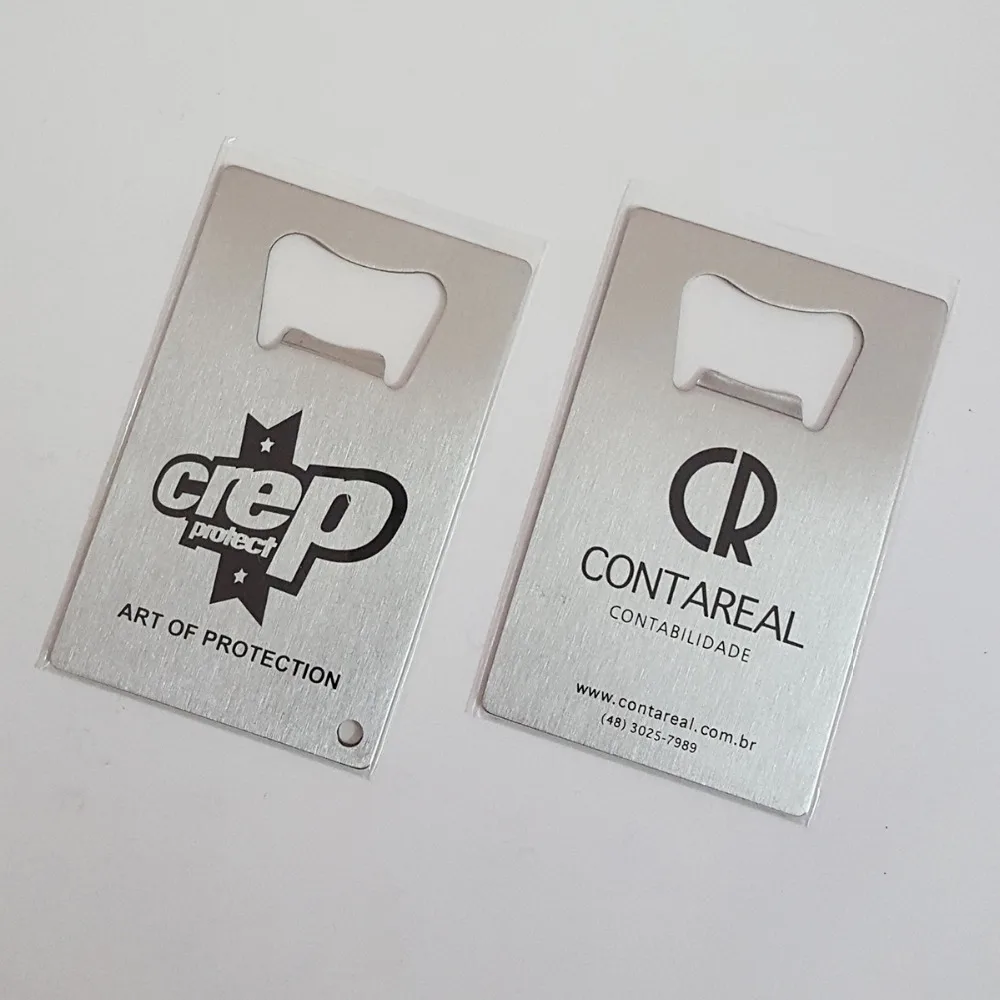 crep
protect
ART OF PROTECTION
CR
CONTAREAL
CONTABILIDADE
www.contareal.com.br
(48) 3025-7989